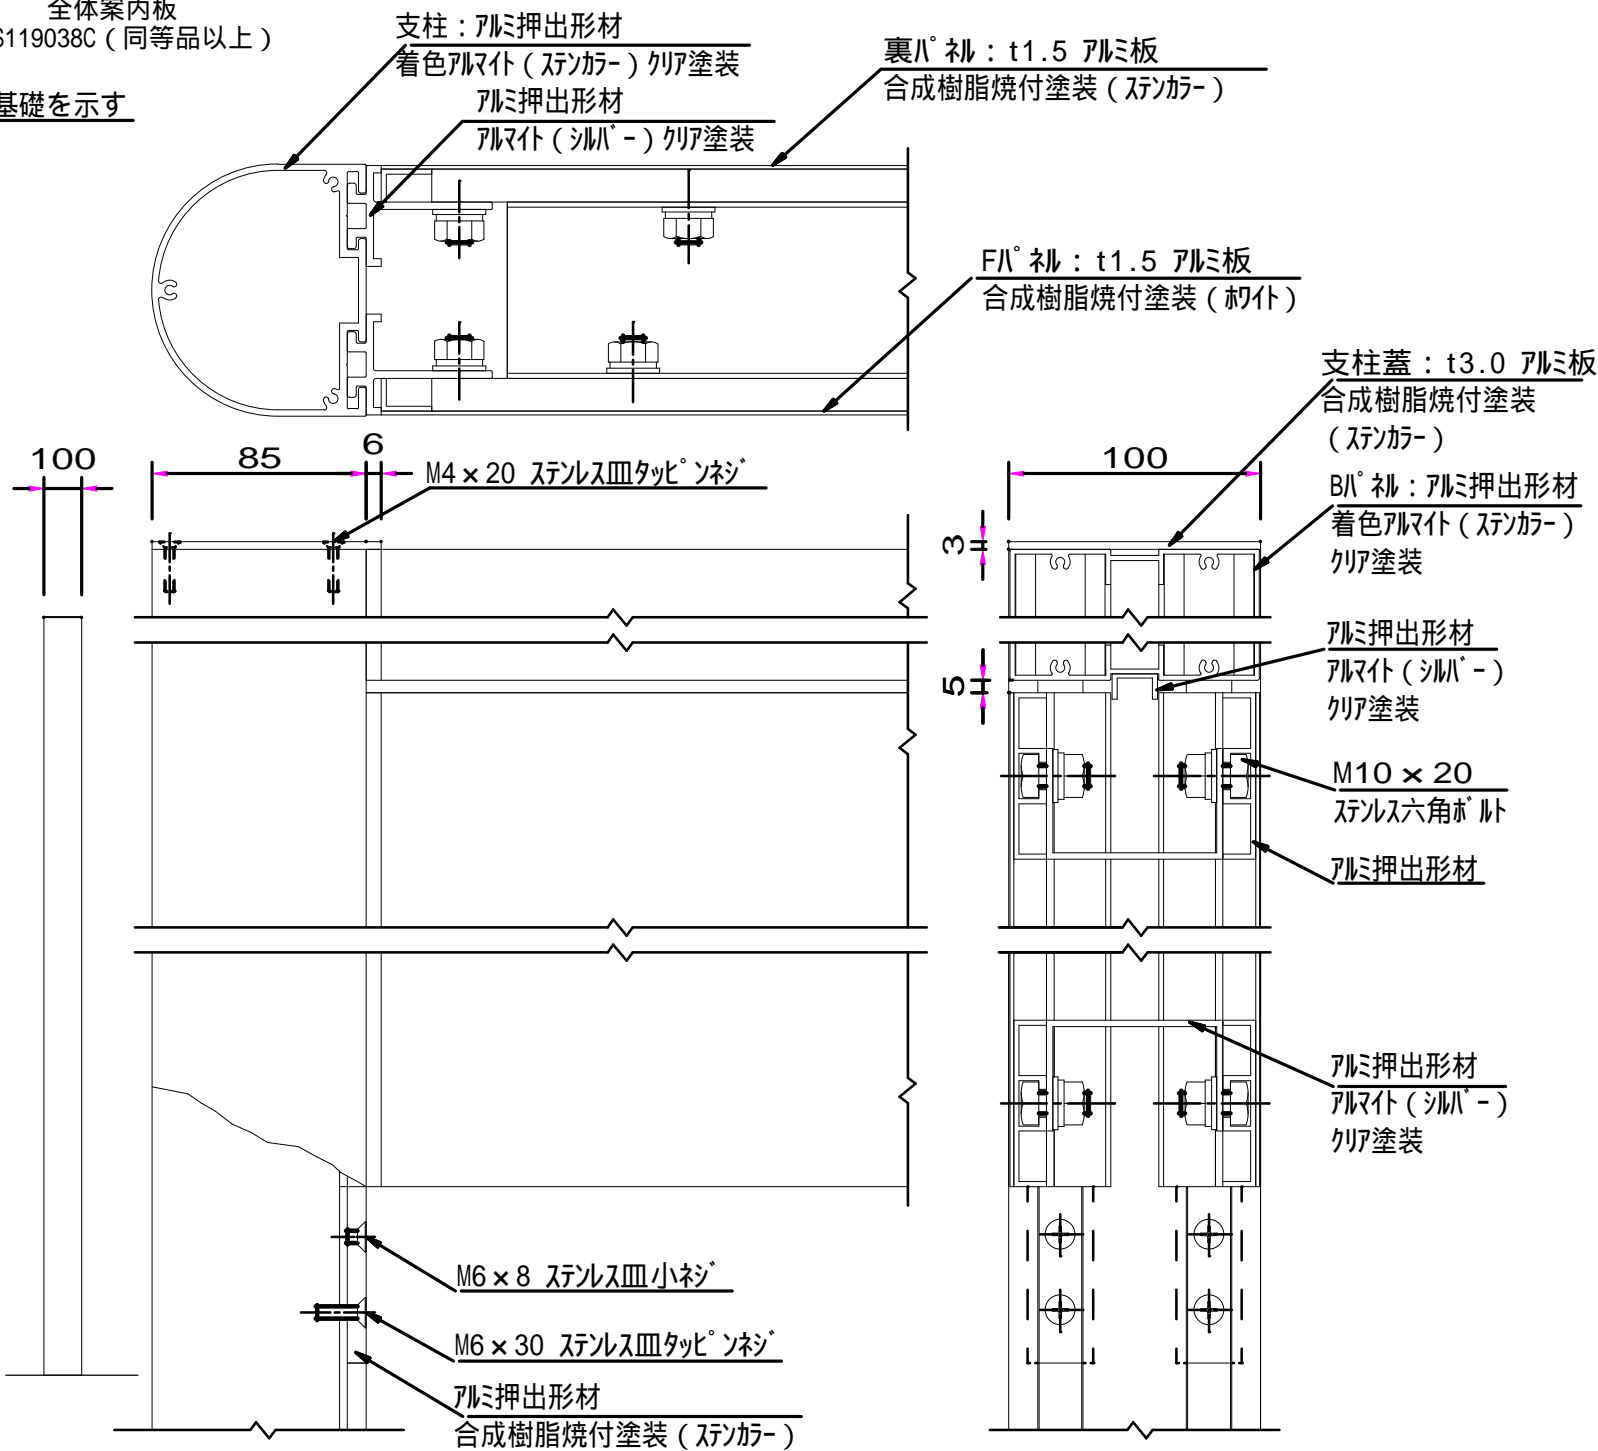 全体案内板
S119038C（同等品以上）
基礎を示す
支柱：ｱﾙﾐ押出形材
着色ｱﾙﾏｲﾄ（ｽﾃﾝｶﾗｰ）ｸﾘｱ塗装
ｱﾙﾐ押出形材
ｱﾙﾏｲﾄ（ｼﾙﾊﾞｰ）ｸﾘｱ塗装
裏ﾊﾟﾈﾙ：t1.5 ｱﾙﾐ板
合成樹脂焼付塗装（ｽﾃﾝｶﾗｰ）
Fﾊﾟﾈﾙ：t1.5 ｱﾙﾐ板
合成樹脂焼付塗装（ﾎﾜｲﾄ）
支柱蓋：t3.0 ｱﾙﾐ板
合成樹脂焼付塗装
（ｽﾃﾝｶﾗｰ）
100
85
6
M4×20 ｽﾃﾝﾚｽ皿ﾀｯﾋﾟﾝﾈｼﾞ
100
Bﾊﾟﾈﾙ：ｱﾙﾐ押出形材
着色ｱﾙﾏｲﾄ（ｽﾃﾝｶﾗｰ）
ｸﾘｱ塗装
3
ｱﾙﾐ押出形材
ｱﾙﾏｲﾄ（ｼﾙﾊﾞｰ）
ｸﾘｱ塗装
5
M10×20
ｽﾃﾝﾚｽ六角ﾎﾞﾙﾄ
ｱﾙﾐ押出形材
ｱﾙﾐ押出形材
ｱﾙﾏｲﾄ（ｼﾙﾊﾞｰ）
ｸﾘｱ塗装
M6×8 ｽﾃﾝﾚｽ皿小ﾈｼﾞ
M6×30 ｽﾃﾝﾚｽ皿ﾀｯﾋﾟﾝﾈｼﾞ
ｱﾙﾐ押出形材
合成樹脂焼付塗装（ｽﾃﾝｶﾗｰ）